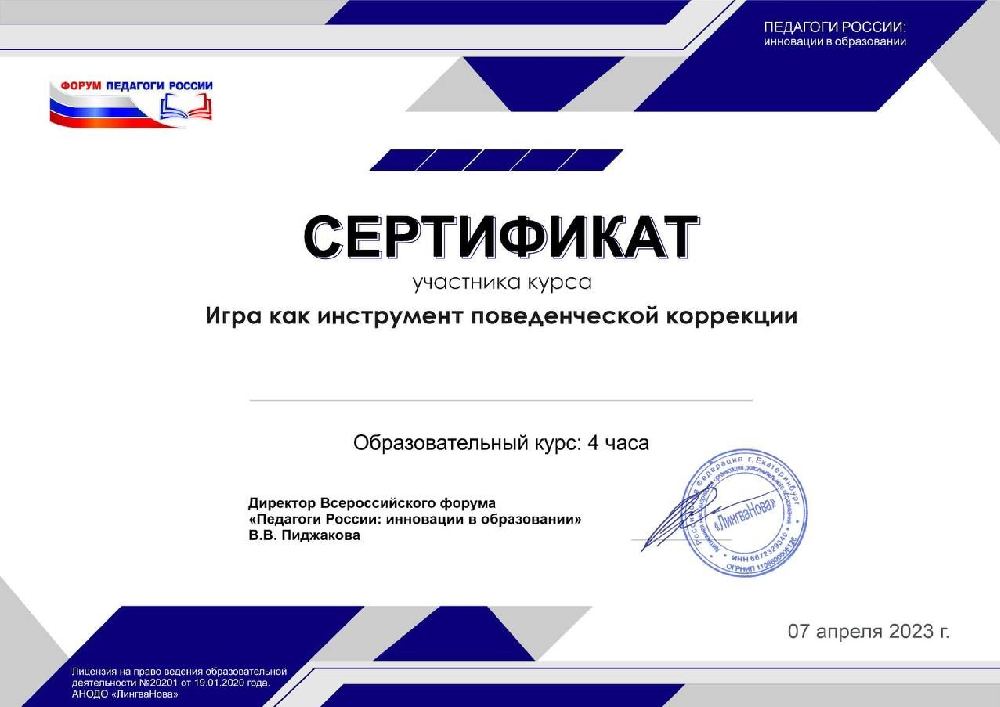 ПЕДАГОГИ РОССИИ:
инновации в образовании
ФОРУМ ПЕДАГОГИ РОССИИ
СЕРТИФИКАТ
участника курса
Игра как инструмент поведенческой коррекции
Образовательный курс: 4 часа
Директор Всероссийского форума
«Педагоги России: инновации в образовании»
В.В. Пиджакова
Российская Федерация г. Екатеринбург
Автономная некоммерческая организация дополнительного образования
«ЛингваНова»
ИНН 6672329340
ОГРНИП
07 апреля 2023 г.
Лицензия на право ведения образовательной
деятельности №20201 от 19.01.2020 года.
АНОДО «ЛингваНова»